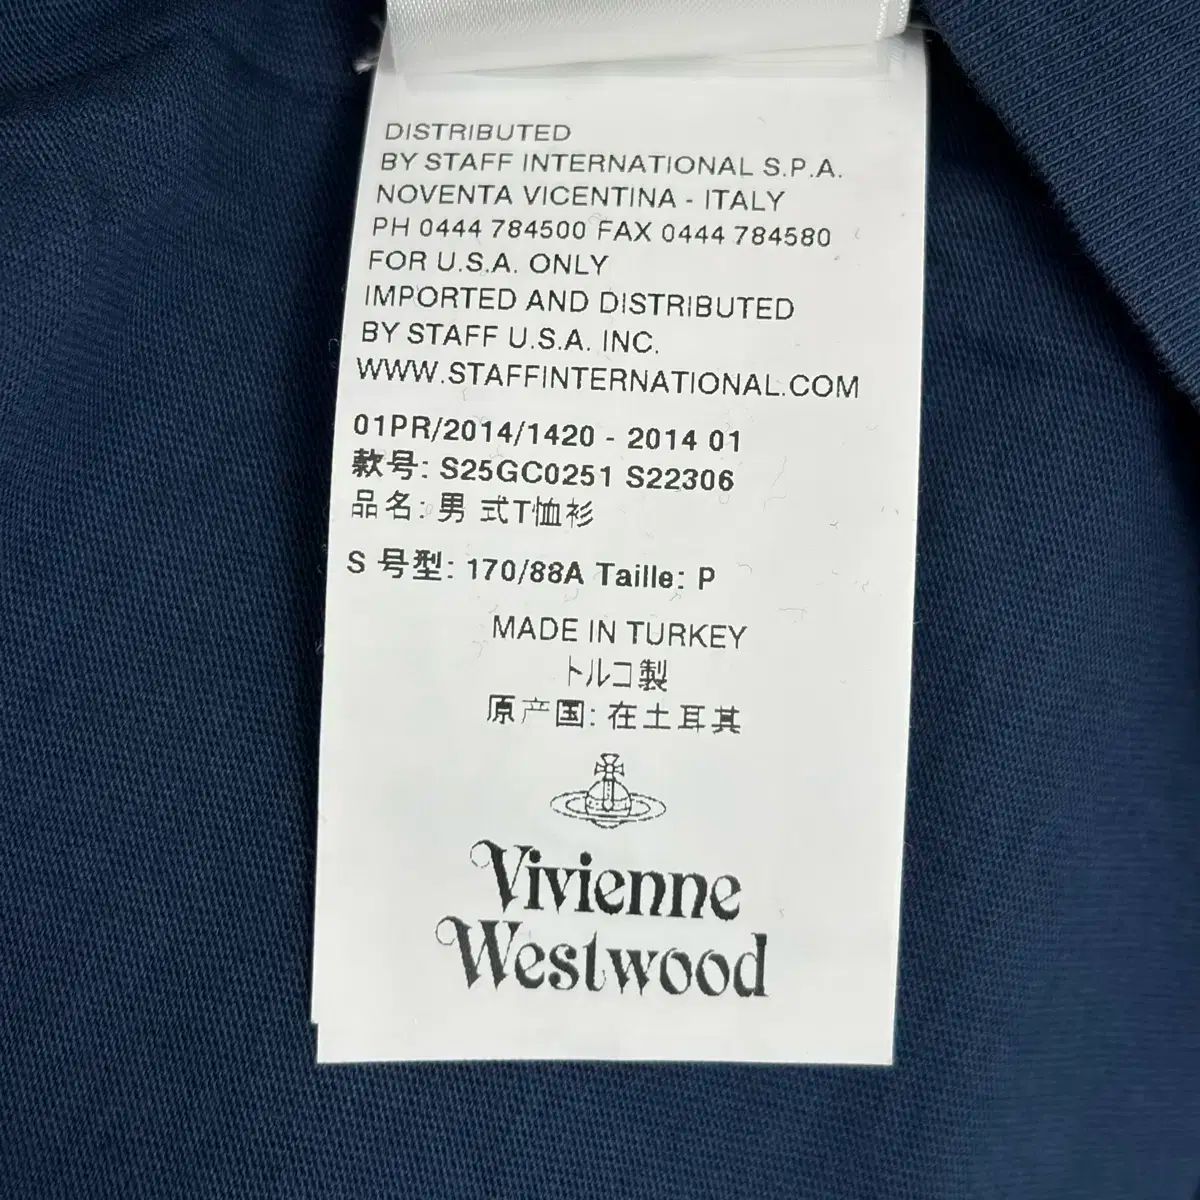 DISTRIBUTED
BY STAFF INTERNATIONAL S.P.A.
NOVENTA VICENTINA - ITALY
PH 0444 784500 FAX 0444 784580
FOR U.S.A. ONLY
IMPORTED AND DISTRIBUTED
BY STAFF U.S.A. INC.
WWW.STAFFINTERNATIONAL.COM
01PR/2014/1420 - 2014 01
款号: S25GC0251 S22306
品名: 男 式T恤衫
S 号型: 170/88A Taille: P
MADE IN TURKEY
トルコ製
原产国: 在土耳其
Vivienne
Westwood